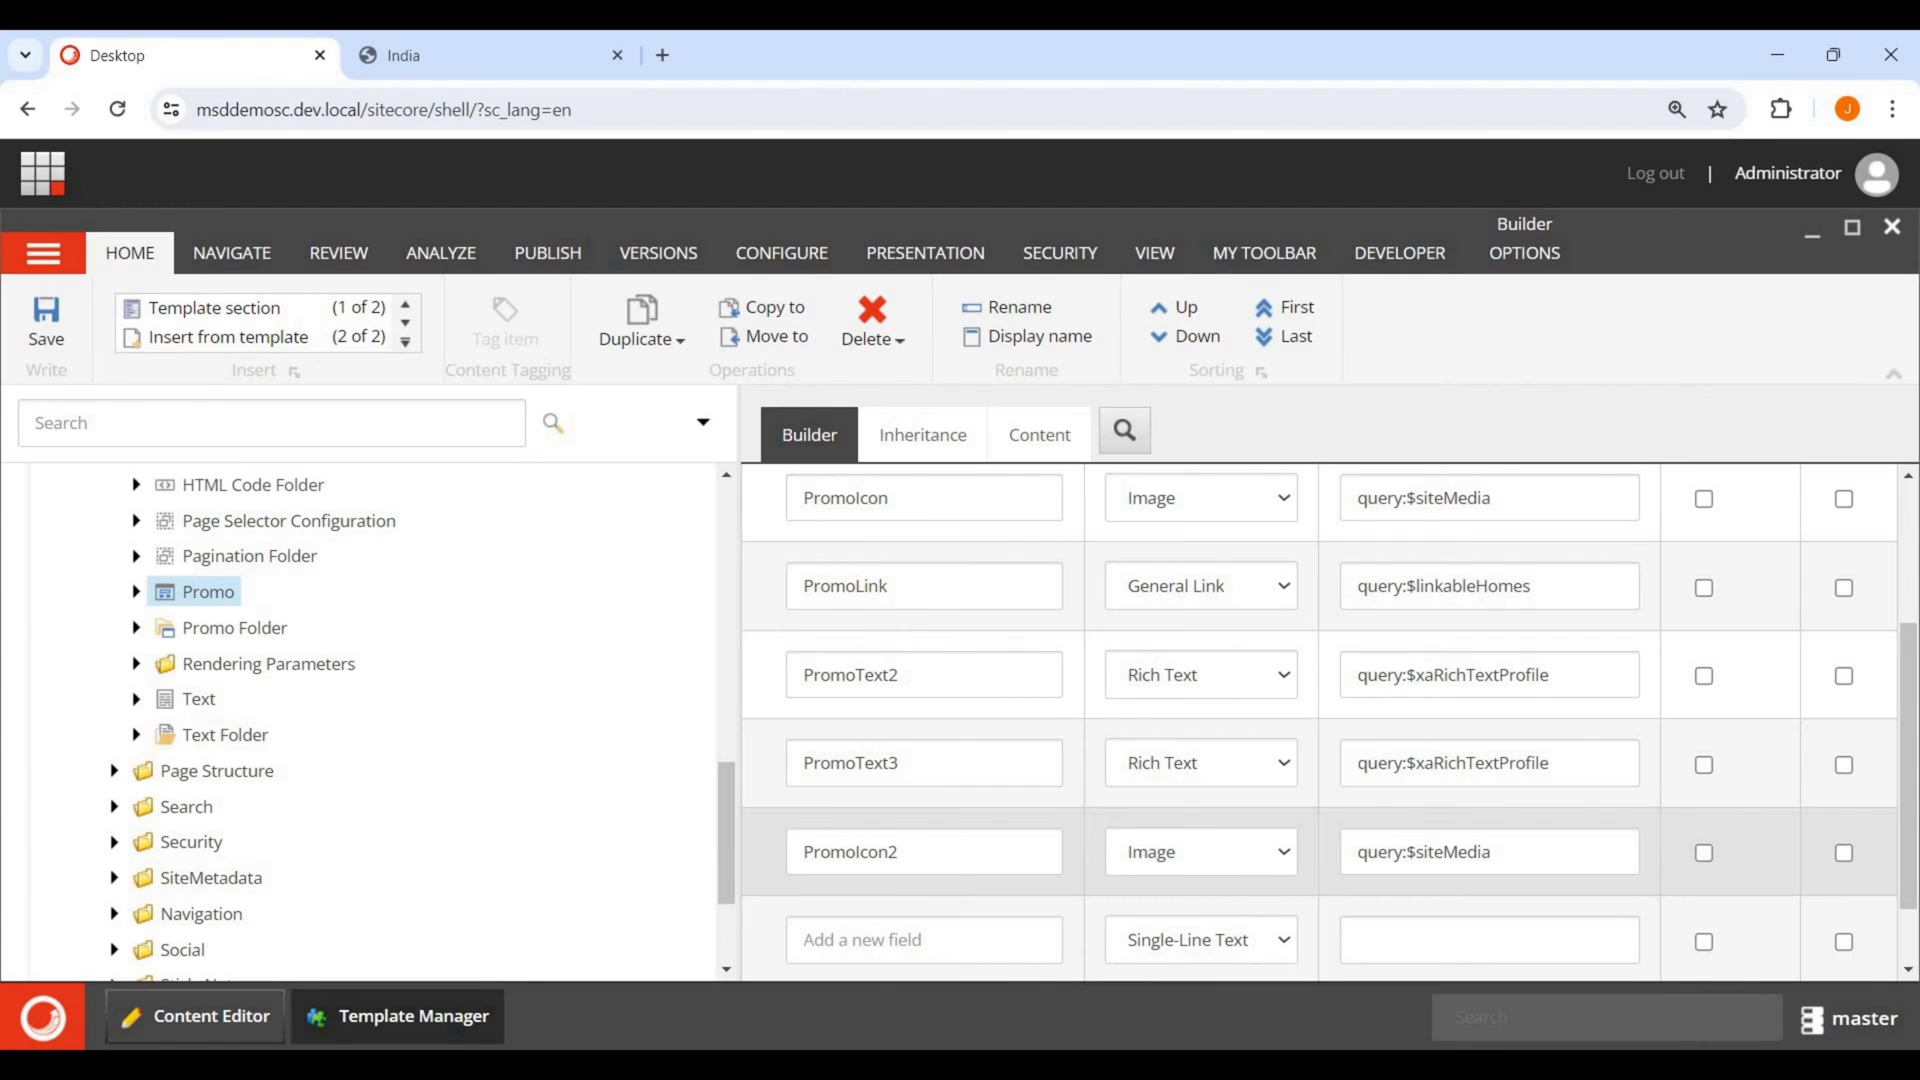 Desktop
India
msddemosc.dev.local/sitecore/shell/?sc_lang=en
J
Log out | Administrator
Builder
HOME NAVIGATE REVIEW ANALYZE PUBLISH VERSIONS CONFIGURE PRESENTATION SECURITY VIEW MY TOOLBAR DEVELOPER OPTIONS
Template section (1 of 2)
Insert from template (2 of 2)
Save
Write
Insert
Tag item
Content Tagging
Duplicate
Copy to
Move to
Delete
Operations
Rename
Display name
Rename
Up
Down
First
Last
Sorting
Search
Builder Inheritance Content
HTML Code Folder
Page Selector Configuration
Pagination Folder
Promo
Promo Folder
Rendering Parameters
Text
Text Folder
Page Structure
Search
Security
SiteMetadata
Navigation
Social
PromoIcon Image query:$siteMedia
PromoLink General Link query:$linkableHomes
PromoText2 Rich Text query:$xaRichTextProfile
PromoText3 Rich Text query:$xaRichTextProfile
PromoIcon2 Image query:$siteMedia
Add a new field Single-Line Text
Content Editor
Template Manager
Search
master